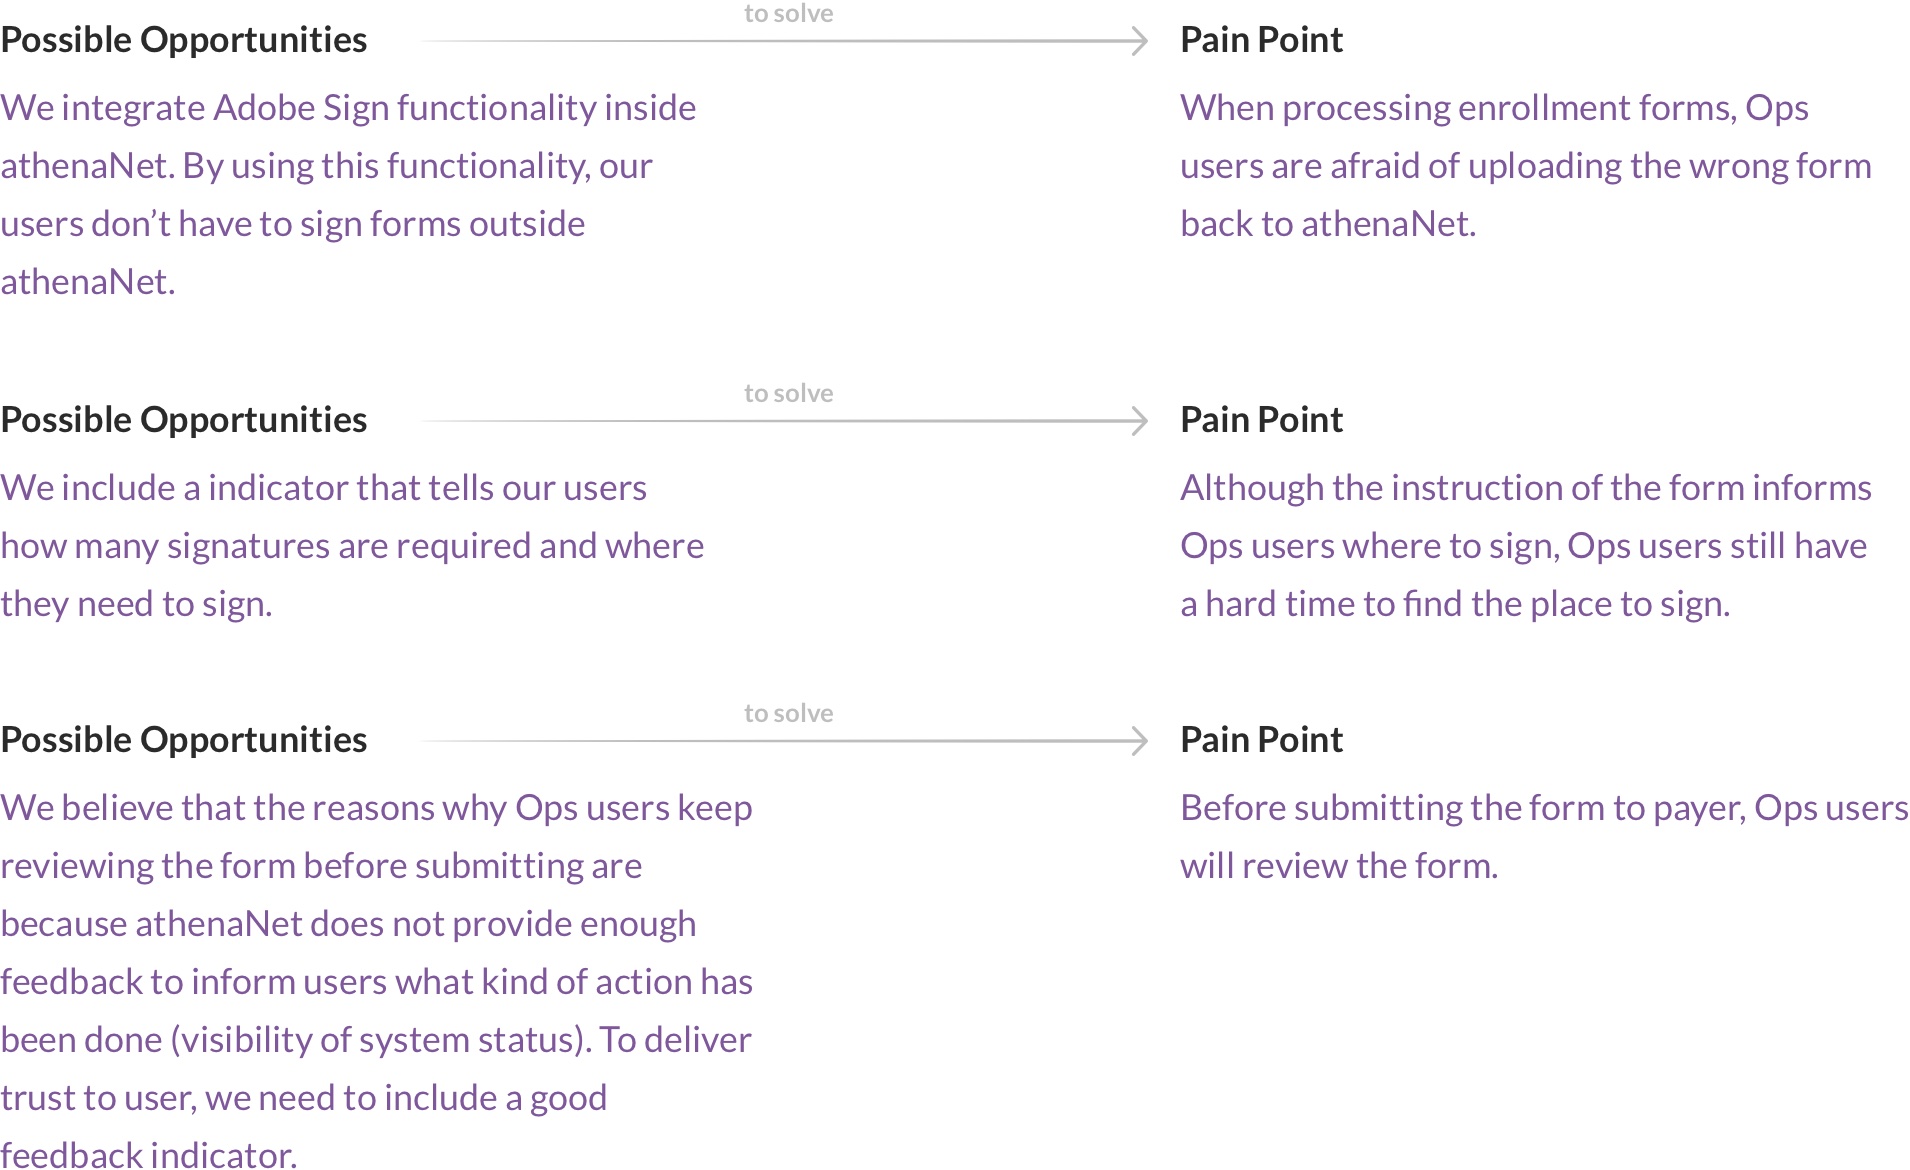 to solve
Possible Opportunities
Pain Point
We integrate Adobe Sign functionality inside
athenaNet. By using this functionality, our
users don’t have to sign forms outside
athenaNet.
When processing enrollment forms, Ops
users are afraid of uploading the wrong form
back to athenaNet.
to solve
Possible Opportunities
Pain Point
We include a indicator that tells our users
how many signatures are required and where
they need to sign.
Although the instruction of the form informs
Ops users where to sign, Ops users still have
a hard time to find the place to sign.
to solve
Possible Opportunities
Pain Point
We believe that the reasons why Ops users keep
reviewing the form before submitting are
because athenaNet does not provide enough
feedback to inform users what kind of action has
been done (visibility of system status). To deliver
trust to user, we need to include a good
feedback indicator.
Before submitting the form to payer, Ops users
will review the form.